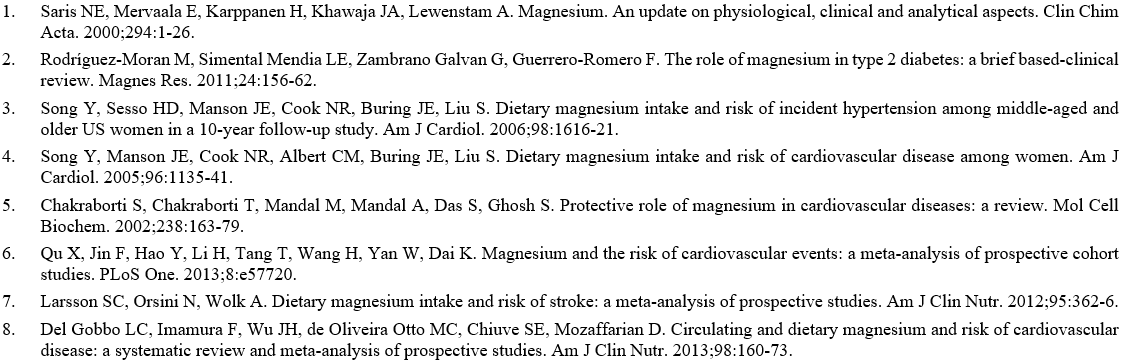 1. Saris NE, Mervaala E, Karppanen H, Khawaja JA, Lewenstam A. Magnesium. An update on physiological, clinical and analytical aspects. Clin Chim
Acta. 2000;294:1-26.
2. Rodríguez-Moran M, Simental Mendia LE, Zambrano Galvan G, Guerrero-Romero F. The role of magnesium in type 2 diabetes: a brief based-clinical
review. Magnes Res. 2011;24:156-62.
3. Song Y, Sesso HD, Manson JE, Cook NR, Buring JE, Liu S. Dietary magnesium intake and risk of incident hypertension among middle-aged and
older US women in a 10-year follow-up study. Am J Cardiol. 2006;98:1616-21.
4. Song Y, Manson JE, Cook NR, Albert CM, Buring JE, Liu S. Dietary magnesium intake and risk of cardiovascular disease among women. Am J
Cardiol. 2005;96:1135-41.
5. Chakraborti S, Chakraborti T, Mandal M, Mandal A, Das S, Ghosh S. Protective role of magnesium in cardiovascular diseases: a review. Mol Cell
Biochem. 2002;238:163-79.
6. Qu X, Jin F, Hao Y, Li H, Tang T, Wang H, Yan W, Dai K. Magnesium and the risk of cardiovascular events: a meta-analysis of prospective cohort
studies. PLoS One. 2013;8:e57720.
7. Larsson SC, Orsini N, Wolk A. Dietary magnesium intake and risk of stroke: a meta-analysis of prospective studies. Am J Clin Nutr. 2012;95:362-6.
8. Del Gobbo LC, Imamura F, Wu JH, de Oliveira Otto MC, Chiuve SE, Mozaffarian D. Circulating and dietary magnesium and risk of cardiovascular
disease: a systematic review and meta-analysis of prospective studies. Am J Clin Nutr. 2013;98:160-73.